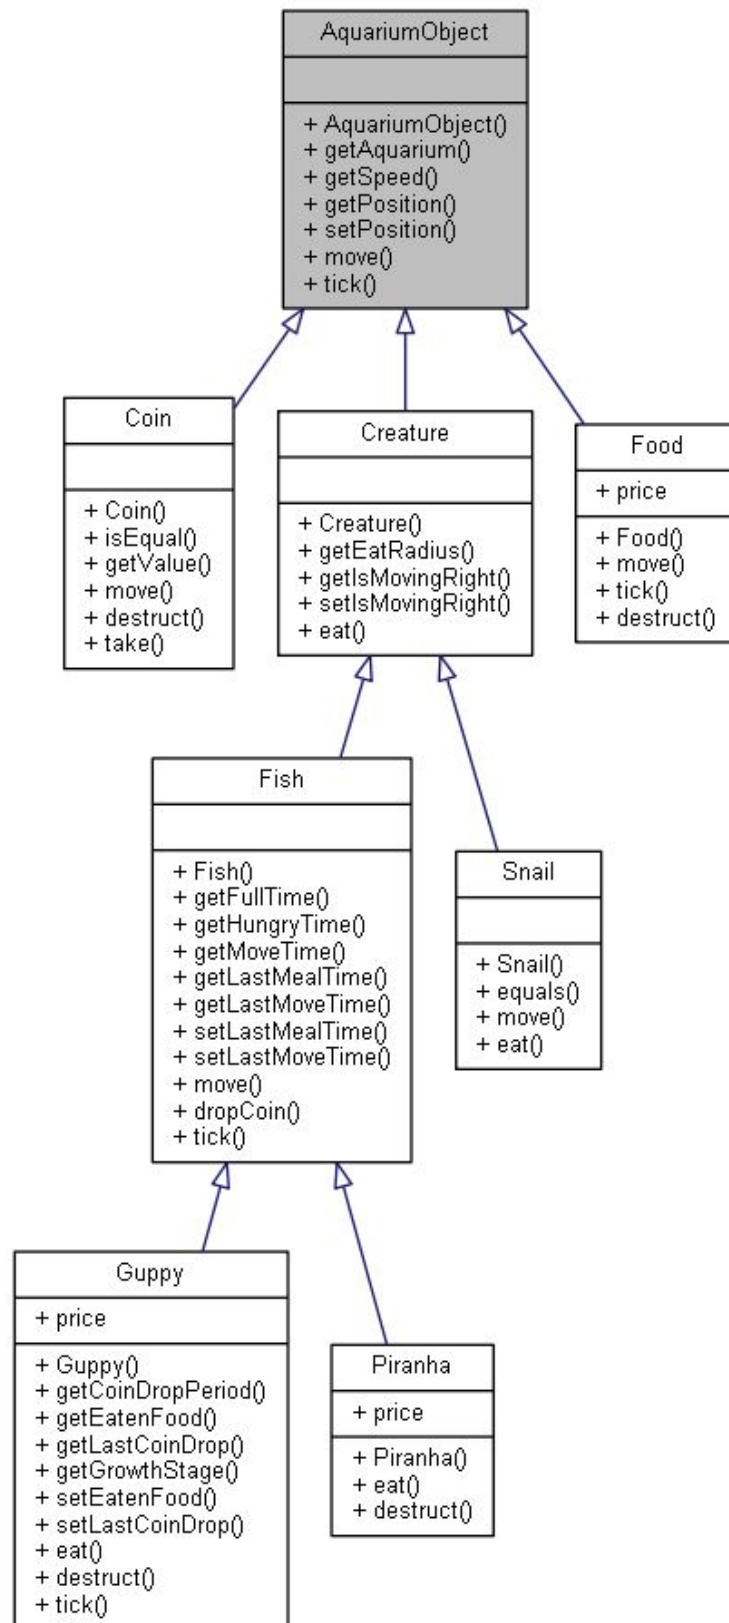 AquariumObject
+ AquariumObject()
+ getAquarium()
+ getSpeed()
+ getPosition()
+ setPosition()
+ move()
+ tick()
Coin
+ Coin()
+ isEqual()
+ getValue()
+ move()
+ destruct()
+ take()
Creature
+ Creature()
+ getEatRadius()
+ getIsMovingRight()
+ setIsMovingRight()
+ eat()
Food
+ price
+ Food()
+ move()
+ tick()
+ destruct()
Fish
+ Fish()
+ getFullTime()
+ getHungryTime()
+ getMoveTime()
+ getLastMealTime()
+ getLastMoveTime()
+ setLastMealTime()
+ setLastMoveTime()
+ move()
+ dropCoin()
+ tick()
Snail
+ Snail()
+ equals()
+ move()
+ eat()
Guppy
+ price
+ Guppy()
+ getCoinDropPeriod()
+ getEatenFood()
+ getLastCoinDrop()
+ getGrowthStage()
+ setEatenFood()
+ setLastCoinDrop()
+ eat()
+ destruct()
+ tick()
Piranha
+ price
+ Piranha()
+ eat()
+ destruct()